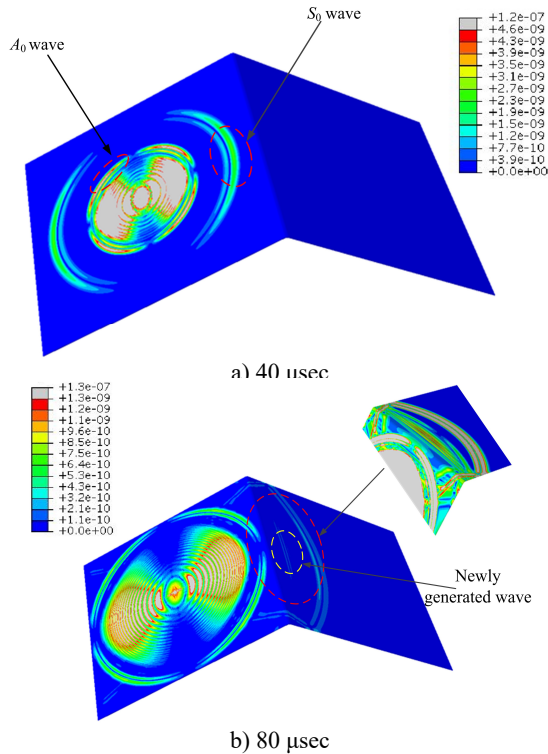 S0 wave
A0 wave
+1.2e-07
+4.6e-09
+4.3e-09
+3.9e-09
+3.5e-09
+3.1e-09
+2.7e-09
+2.3e-09
+1.9e-09
+1.5e-09
+1.2e-09
+7.7e-10
+3.9e-10
+0.0e+00
a) 40 μsec
+1.3e-07
+1.3e-09
+1.2e-09
+1.1e-09
+9.6e-10
+8.5e-10
+7.5e-10
+6.4e-10
+5.3e-10
+4.3e-10
+3.2e-10
+2.1e-10
+1.1e-10
+0.0e+00
Newly
generated wave
b) 80 μsec